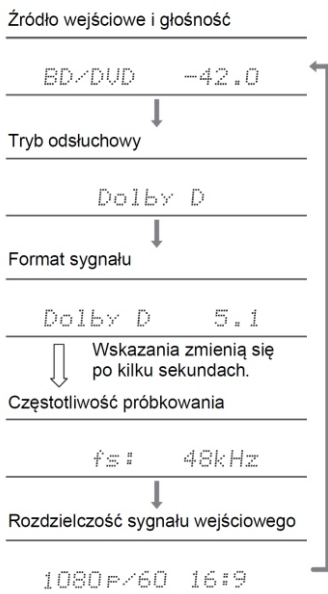 Źródło wejściowe i głośność
BD/DVD -42.0
Tryb odsłuchowy
Dolby D
Format sygnału
Dolby D 5.1
Wskazania zmienią się
po kilku sekundach.
Częstotliwość próbkowania
fs: 48kHz
Rozdzielczość sygnału wejściowego
1080p/60 16:9